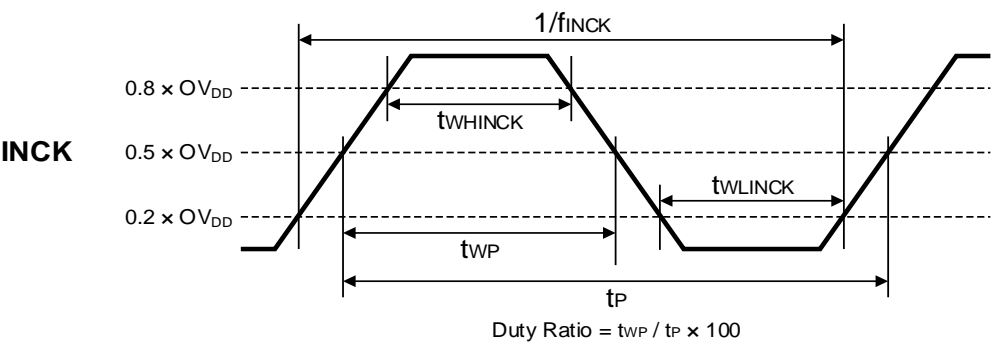 1/fINCK
0.8 × OVDD
tWHINCK
INCK
0.5 × OVDD
tWLINCK
0.2 × OVDD
tWP
tP
Duty Ratio = tWP / tP × 100